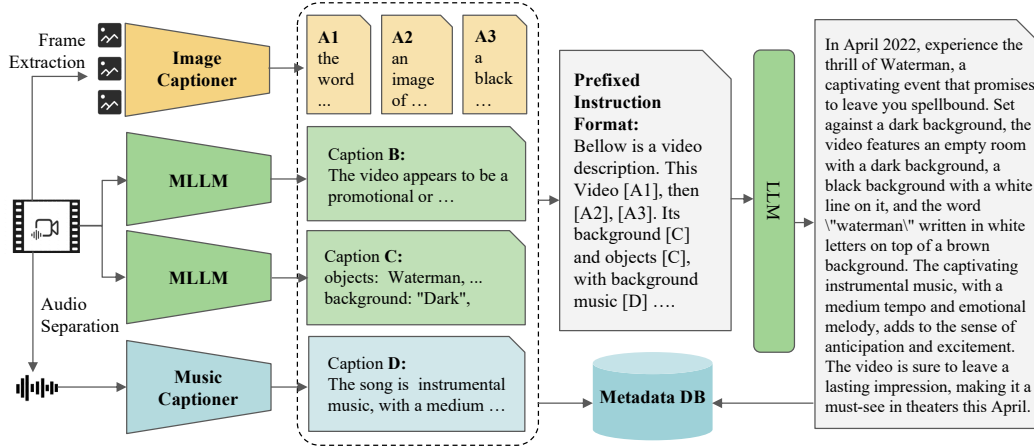 Frame
Extraction
Image
Captioner
A1
the
word
...
A2
an
image
of …
A3
a
black
…
MLLM
Caption B:
The video appears to be a
promotional or …
MLLM
Caption C:
objects: Waterman, ...
background: "Dark",
Audio
Separation
Music
Captioner
Caption D:
The song is instrumental
music, with a medium …
Prefixed
Instruction
Format:
Bellow is a video
description. This
Video [A1], then
[A2], [A3]. Its
background [C]
and objects [C],
with background
music [D] ….
Metadata DB
LLM
In April 2022, experience the
thrill of Waterman, a
captivating event that promises
to leave you spellbound. Set
against a dark background, the
video features an empty room
with a dark background, a
black background with a white
line on it, and the word
\"waterman\" written in white
letters on top of a brown
background. The captivating
instrumental music, with a
medium tempo and emotional
melody, adds to the sense of
anticipation and excitement.
The video is sure to leave a
lasting impression, making it a
must-see in theaters this April.